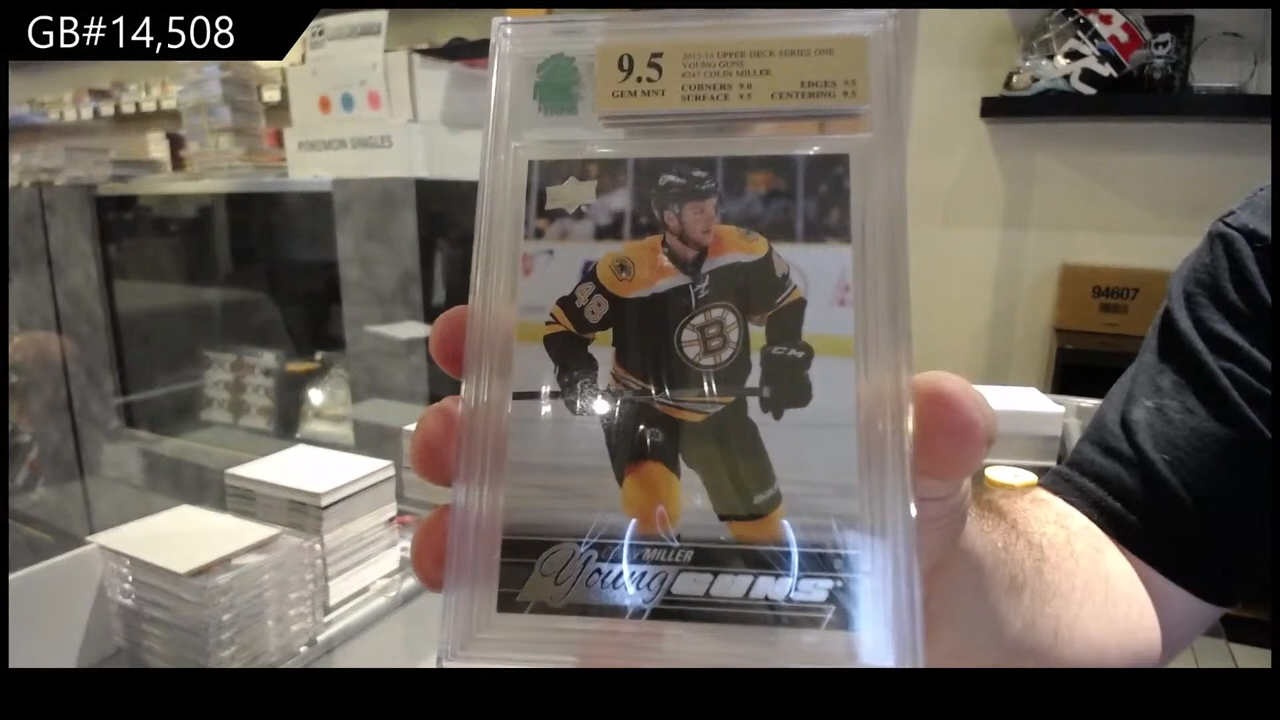 GB#14,508
POKEMON SINGLES
9.5
GEM MNT
2015-16 UPPER DECK SERIES ONE
YOUNG GUNS
#247 COLIN MILLER
CORNERS 9.0
EDGES 9.5
SURFACE 9.5
CENTERING 9.5
48
B
CCM
MILLER
Young GUNS
94607